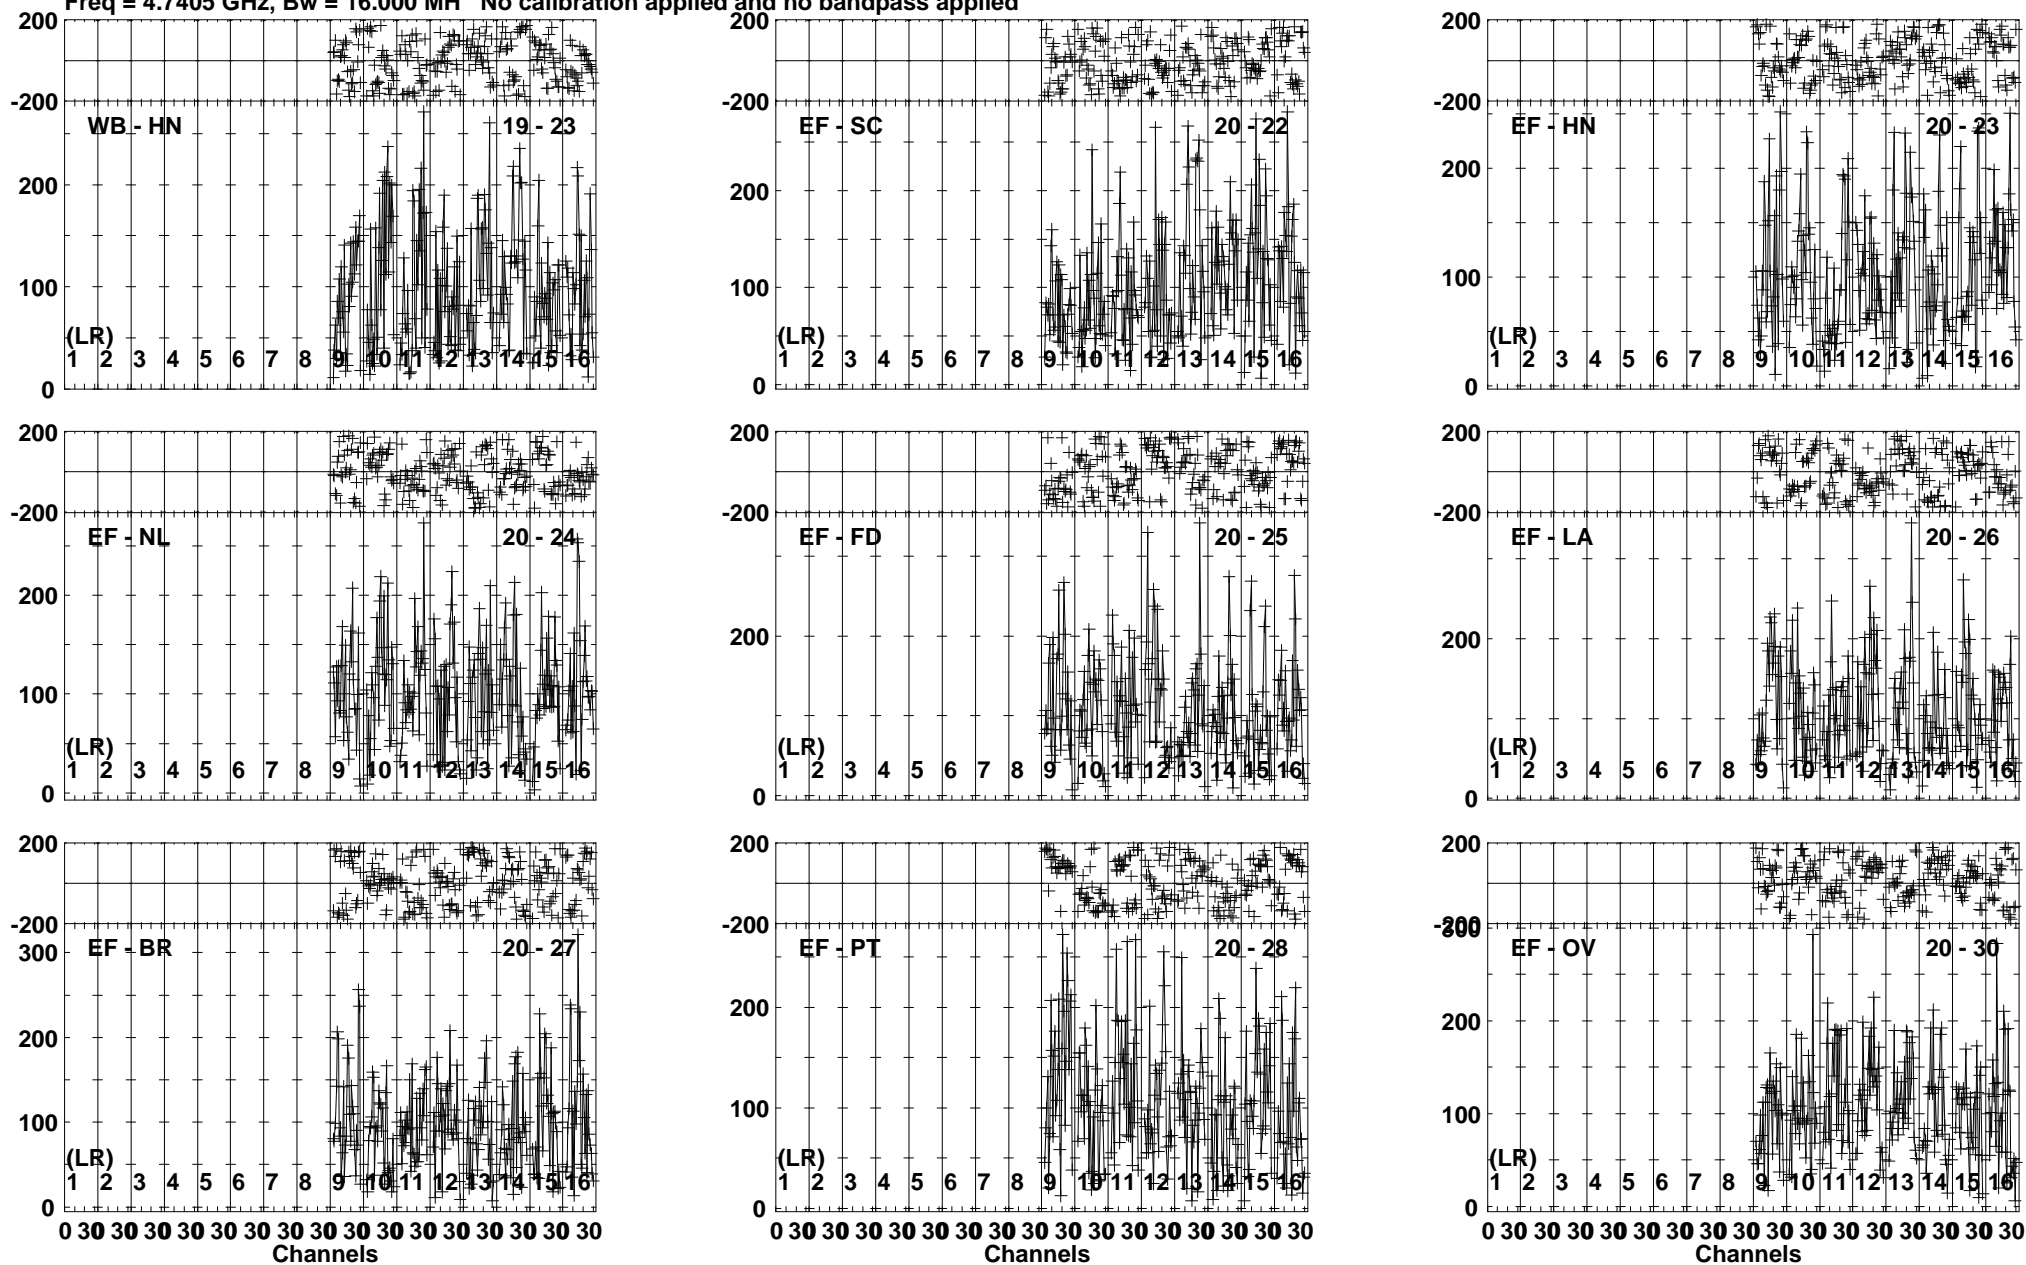 Freq = 4.7405 GHz, Bw = 16.000 MH No calibration applied and no bandpass applied
200
-200
WB - HN 19 - 23
200
100
0
(LR)
1 2 3 4 5 6 7 8 9 10 11 12 13 14 15 16
200
-200
EF - SC 20 - 22
200
100
0
(LR)
1 2 3 4 5 6 7 8 9 10 11 12 13 14 15 16
200
-200
EF - HN 20 - 23
200
100
0
(LR)
1 2 3 4 5 6 7 8 9 10 11 12 13 14 15 16
200
-200
EF - NL 20 - 24
200
100
0
(LR)
1 2 3 4 5 6 7 8 9 10 11 12 13 14 15 16
200
-200
EF - FD 20 - 25
200
0
(LR)
1 2 3 4 5 6 7 8 9 10 11 12 13 14 15 16
200
-200
EF - LA 20 - 26
200
0
(LR)
1 2 3 4 5 6 7 8 9 10 11 12 13 14 15 16
200
-200
EF - BR 20 - 27
300
200
100
0
(LR)
1 2 3 4 5 6 7 8 9 10 11 12 13 14 15 16
0 30 30 30 30 30 30 30 30 30 30 30 30 30 30 30 30
Channels
200
-200
EF - PT 20 - 28
200
100
0
(LR)
1 2 3 4 5 6 7 8 9 10 11 12 13 14 15 16
0 30 30 30 30 30 30 30 30 30 30 30 30 30 30 30 30
Channels
200
-200
300
EF - OV 20 - 30
200
100
0
(LR)
1 2 3 4 5 6 7 8 9 10 11 12 13 14 15 16
0 30 30 30 30 30 30 30 30 30 30 30 30 30 30 30 30
Channels